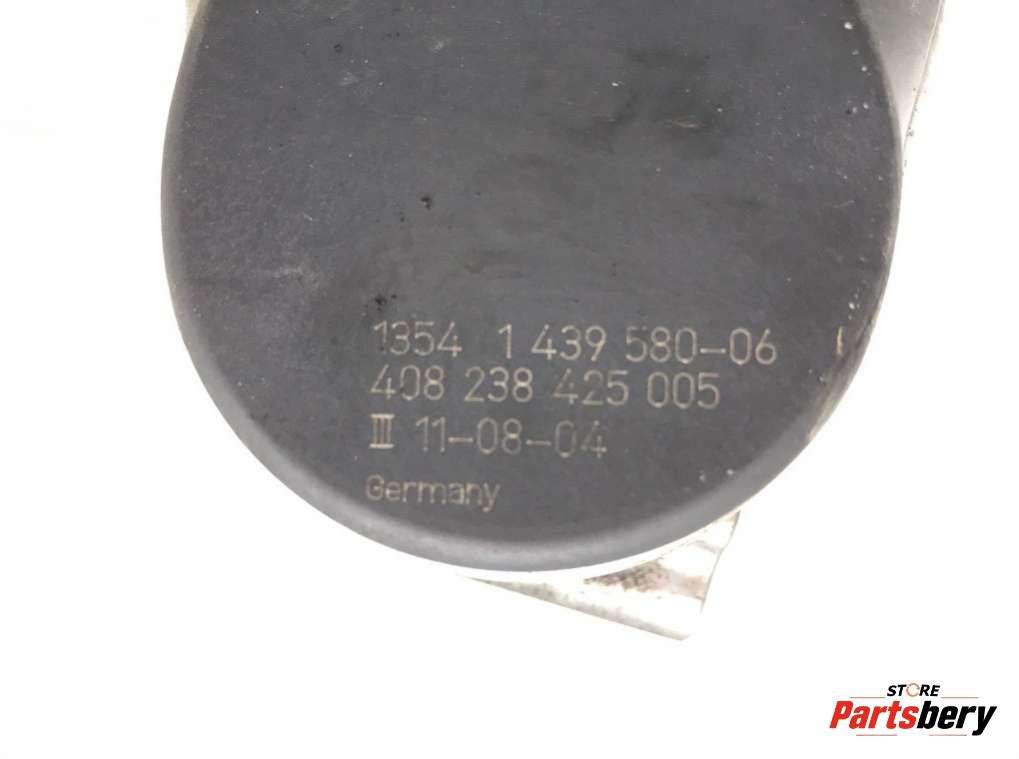 1354 1 439 580-06
408 238 425 005
III 11-08-04
Germany
STORE
Partsbery